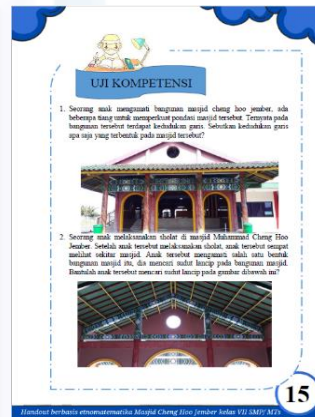 UJI KOMPETENSI
1. Seorang anak mengamati bangunan masjid cheng hoo jember, ada
beberapa tiang untuk memperkuat pondasi masjid tersebut. Ternyata pada
bangunan tersebut terdapat kedudukan garis. Sebutkan kedudukan garis
apa saja yang terbentuk pada masjid tersebut?
2. Seorang anak melaksanakan sholat di masjid Muhammad Cheng Hoo
Jember. Setelah anak tersebut melaksanakan sholat, anak tersebut sempat
melihat sekitar masjid. Anak tersebut mengamati salah satu bentuk
bangunan masjid itu, dia mencari sudut lancip pada bangunan masjid.
Bantulah anak tersebut mencari sudut lancip pada gambar dibawah ini?
15
Handout berbasis etnomatematika Masjid Cheng Hoo Jember kelas VII SMP/ MTs